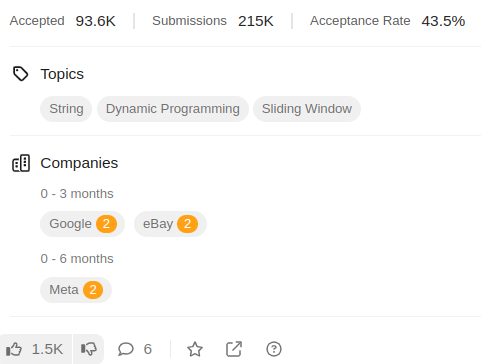 Accepted 93.6K Submissions 215K Acceptance Rate 43.5%
Topics
String Dynamic Programming Sliding Window
Companies
0 - 3 months
Google 2 eBay 2
0 - 6 months
Meta 2
1.5K 6